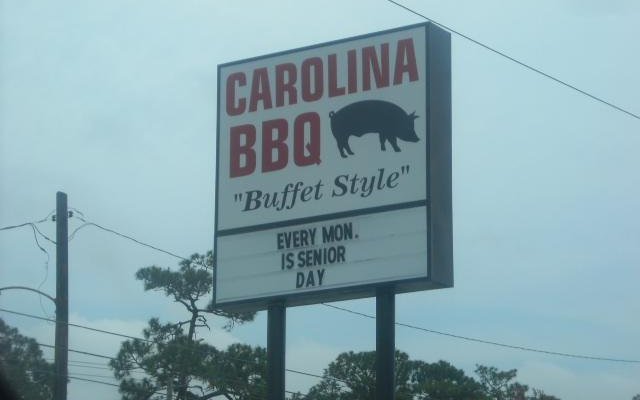 CAROLINA
BBQ
"Buffet Style"
EVERY MON.
IS SENIOR
DAY